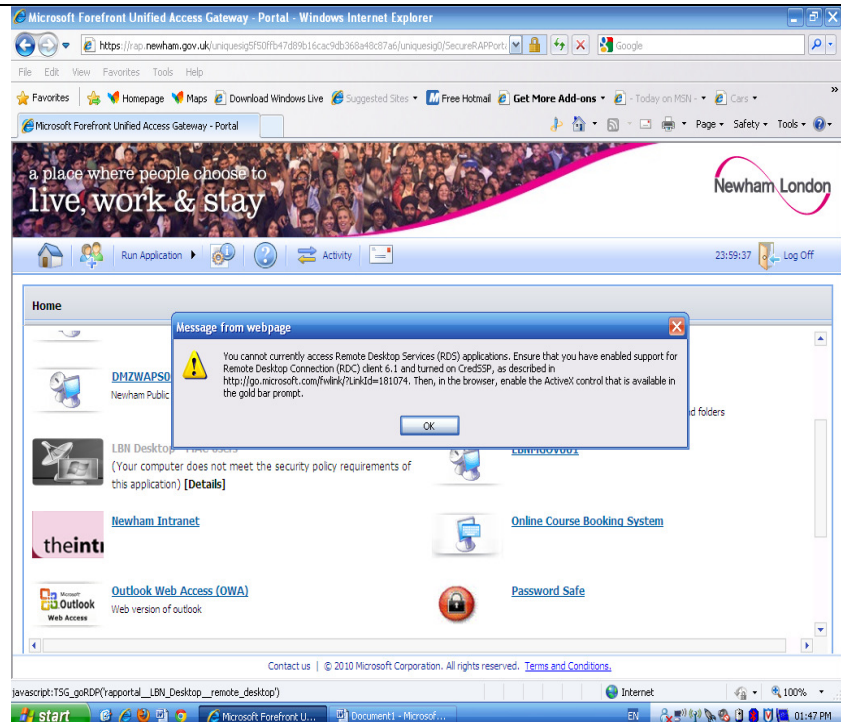 Microsoft Forefront Unified Access Gateway - Portal - Windows Internet Explorer
https://rap.newham.gov.uk/uniquesig5f50ffb47d89b16cac9db368a48c87a6/uniquesig0/SecureRAPPort
Google
File Edit View Favorites Tools Help
Favorites Homepage Maps Download Windows Live Suggested Sites Free Hotmail Get More Add-ons - Today on MSN - Cars
Microsoft Forefront Unified Access Gateway - Portal
Page Safety Tools
a place where people choose to
live, work & stay
Newham London
Run Application Activity 23:59:37 Log Off
Home
Message from webpage
You cannot currently access Remote Desktop Services (RDS) applications. Ensure that you have enabled support for
Remote Desktop Connection (RDC) client 6.1 and turned on CredSSP, as described in
http://go.microsoft.com/fwlink/?LinkId=181074. Then, in the browser, enable the ActiveX control that is available in
the gold bar prompt.
OK
DMZWAPS0
Newham Public
d folders
LBN Desktop
(Your computer does not meet the security policy requirements of
this application) [Details]
Newham Intranet
theint
Online Course Booking System
Microsoft
Outlook
Web Access
Outlook Web Access (OWA)
Web version of outlook
Password Safe
Contact us | © 2010 Microsoft Corporation. All rights reserved. Terms and Conditions.
javascript:TSG_goRDP('rapportal__LBN_Desktop__remote_desktop')
Internet 100%
start Microsoft Forefront U... Document1 - Microsof... EN 01:47 PM